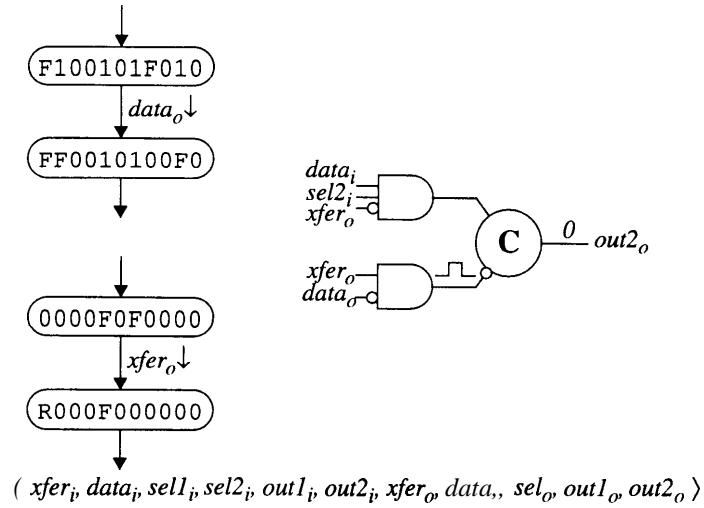 F100101F010
data_o↓
FF0010100F0
data_i
sel2_i
xfer_o
C
0
out2_o
xfer_o
data_o
0000F0F0000
xfer_o↓
R000F000000
⟨ xfer_i, data_i, sel1_i, sel2_i, out1_i, out2_i, xfer_o, data,, sel_o, out1_o, out2_o ⟩